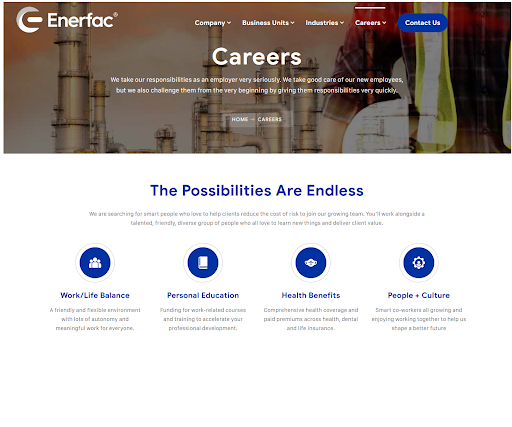 Enerfac®
Company Business Units Industries Careers Contact Us
Careers
We take our responsibilities as an employer very seriously. We take good care of our new employees,
but we also challenge them from the very beginning by giving them responsibilities very quickly.
HOME — CAREERS
The Possibilities Are Endless
We are searching for smart people who love to help clients reduce the cost of risk to join our growing team. You'll work alongside a
talented, friendly, diverse group of people who all love to learn new things and deliver client value.
Work/Life Balance
A friendly and flexible environment
with lots of autonomy and
meaningful work for everyone.
Personal Education
Funding for work-related courses
and training to accelerate your
professional development.
Health Benefits
Comprehensive health coverage and
paid premiums across health, dental
and life insurance.
People + Culture
Smart co-workers all growing and
enjoying working together to help us
shape a better future